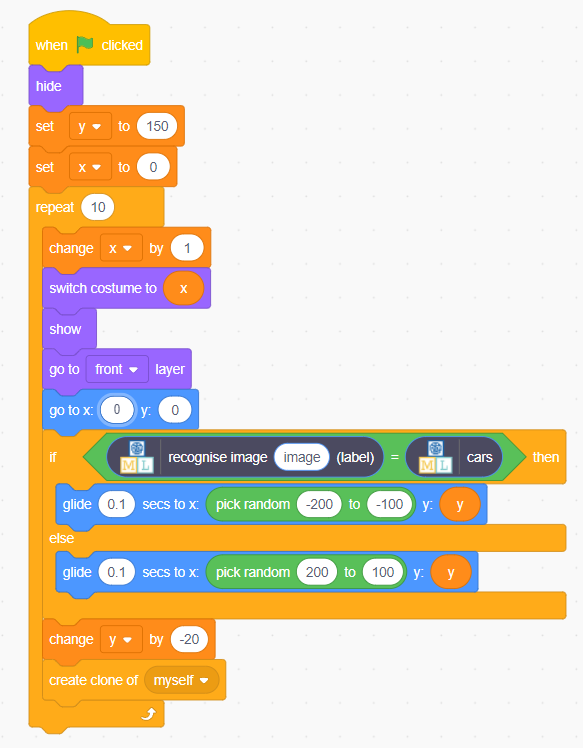 when clicked
hide
set y to 150
set x to 0
repeat 10
change x by 1
switch costume to x
show
go to front layer
go to x: 0 y: 0
if ML recognise image image (label) = ML cars then
glide 0.1 secs to x: pick random -200 to -100 y: y
else
glide 0.1 secs to x: pick random 200 to 100 y: y
change y by -20
create clone of myself